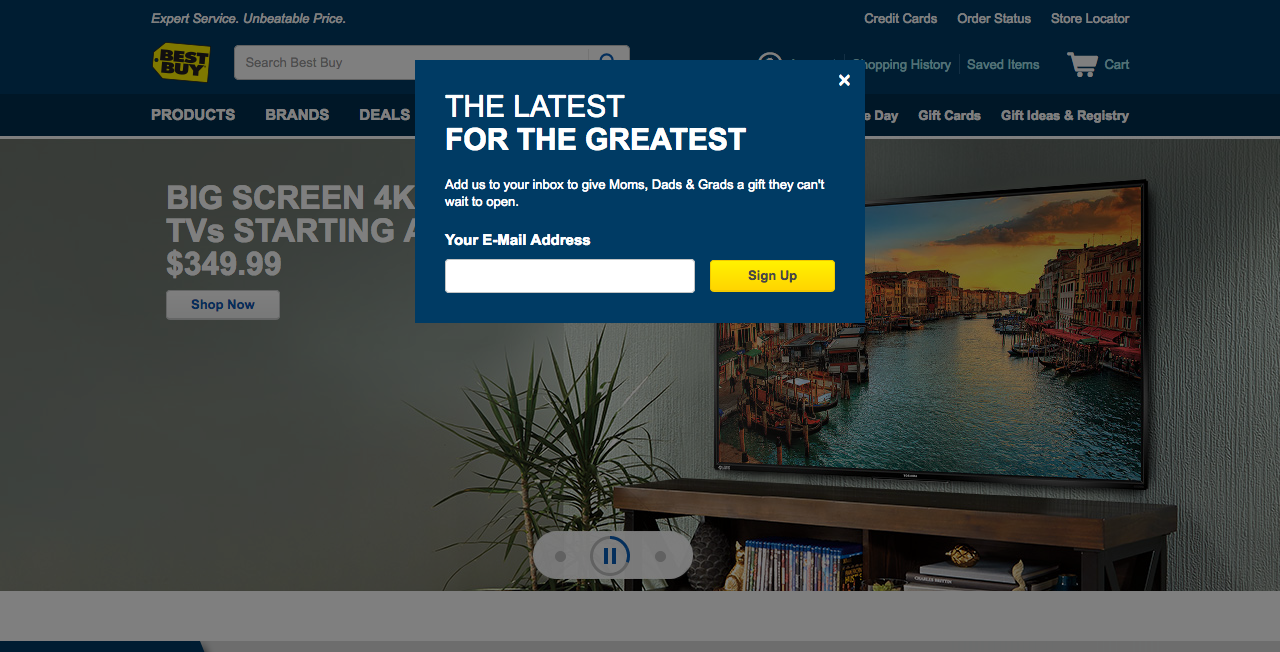 Expert Service. Unbeatable Price.
Credit Cards
Order Status
Store Locator
BEST
BUY
Search Best Buy
Shopping History
Saved Items
Cart
PRODUCTS
BRANDS
DEALS
Day
Gift Cards
Gift Ideas & Registry
THE LATEST
FOR THE GREATEST
Add us to your inbox to give Moms, Dads & Grads a gift they can't
wait to open.
Your E-Mail Address
Sign Up
BIG SCREEN 4K
TVs STARTING A
$349.99
Shop Now